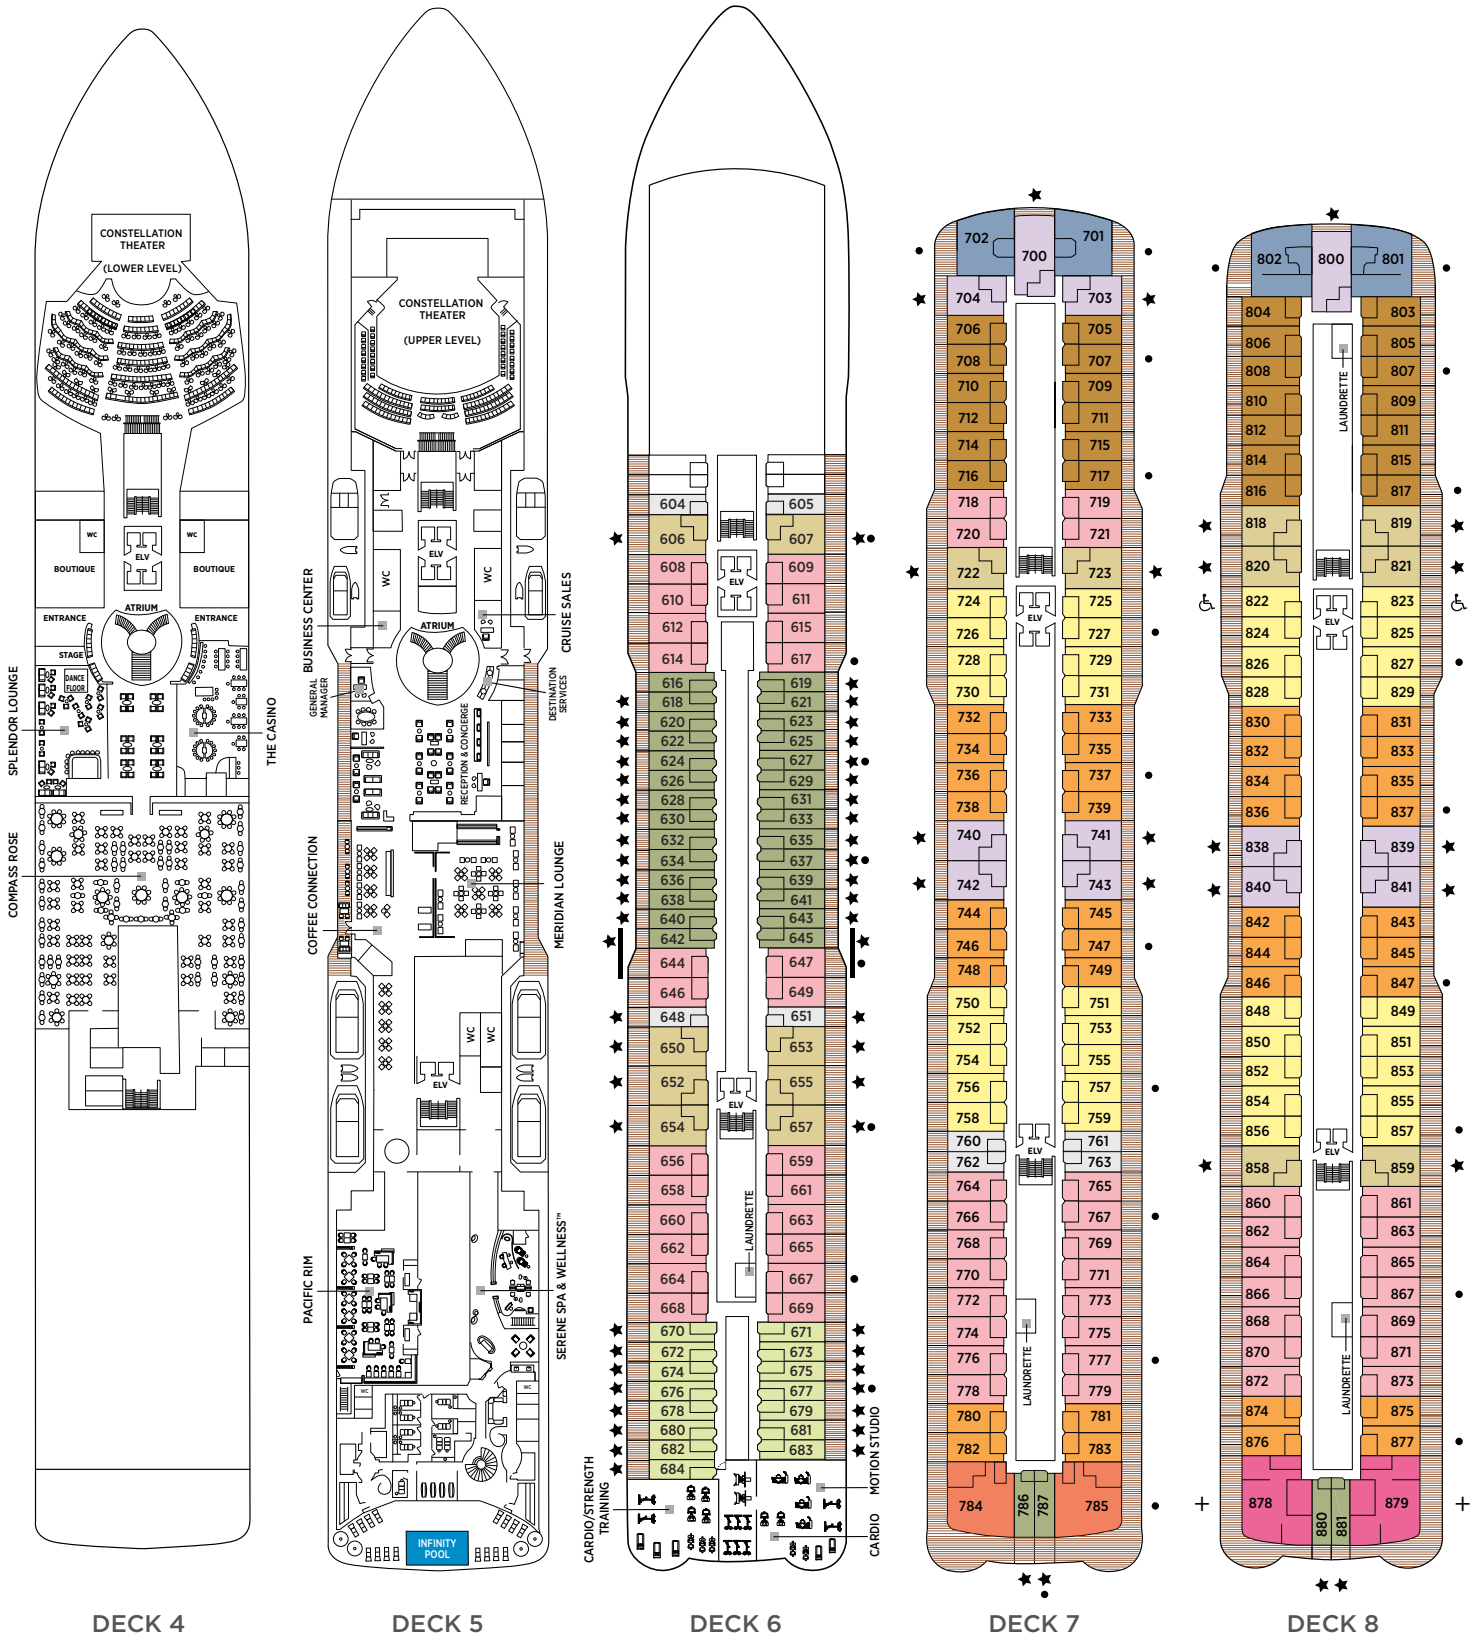 CONSTELLATION
THEATER
(LOWER LEVEL)
WC
WC
ELV
BOUTIQUE
BOUTIQUE
ATRIUM
ENTRANCE
ENTRANCE
STAGE
DANCE
FLOOR
SPLENDOR LOUNGE
THE CASINO
COMPASS ROSE
DECK 4
CONSTELLATION
THEATER
(UPPER LEVEL)
ELV
WC
WC
BUSINESS CENTER
CRUISE SALES
ATRIUM
GENERAL
MANAGER
DESTINATION
SERVICES
RECEPTION & CONCIERGE
COFFEE CONNECTION
MERIDIAN LOUNGE
WC
WC
ELV
PACIFIC RIM
SERENE SPA & WELLNESS™
WC
WC
INFINITY
POOL
DECK 5
604 605
606 607
608 609
ELV
610 611
612 615
614 617
616 619
618 621
620 623
622 625
624 627
626 629
628 631
630 633
632 635
634 637
636 639
638 641
640 643
642 645
644 647
646 649
648 651
650 653
652 655
ELV
654 657
656 659
658 661
660 663
662 665
LAUNDRETTE
664 667
668 669
670 671
672 673
674 675
676 677
678 679
680 681
682 683
684
CARDIO/STRENGTH
TRAINING
MOTION STUDIO
CARDIO
DECK 6
702 701
700
704 703
706 705
708 707
710 709
712 711
714 715
716 717
718 719
720 721
722 723
724 725
ELV
726 727
728 729
730 731
732 733
734 735
736 737
738 739
740 741
742 743
744 745
746 747
748 749
750 751
752 753
754 755
756 757
758 759
760 761
ELV
762 763
764 765
766 767
768 769
770 771
772 773
774 775
LAUNDRETTE
776 777
778 779
780 781
782 783
784 786 787 785
DECK 7
802 800 801
804 803
806 805
808 807
LAUNDRETTE
810 809
812 811
814 815
816 817
818 819
820 821
822 823
ELV
824 825
826 827
828 829
830 831
832 833
834 835
836 837
838 839
840 841
842 843
844 845
846 847
848 849
850 851
852 853
854 855
856 857
ELV
858 859
860 861
862 863
864 865
866 867
868 869
LAUNDRETTE
870 871
872 873
874 875
876 877
878 880 881 879
DECK 8